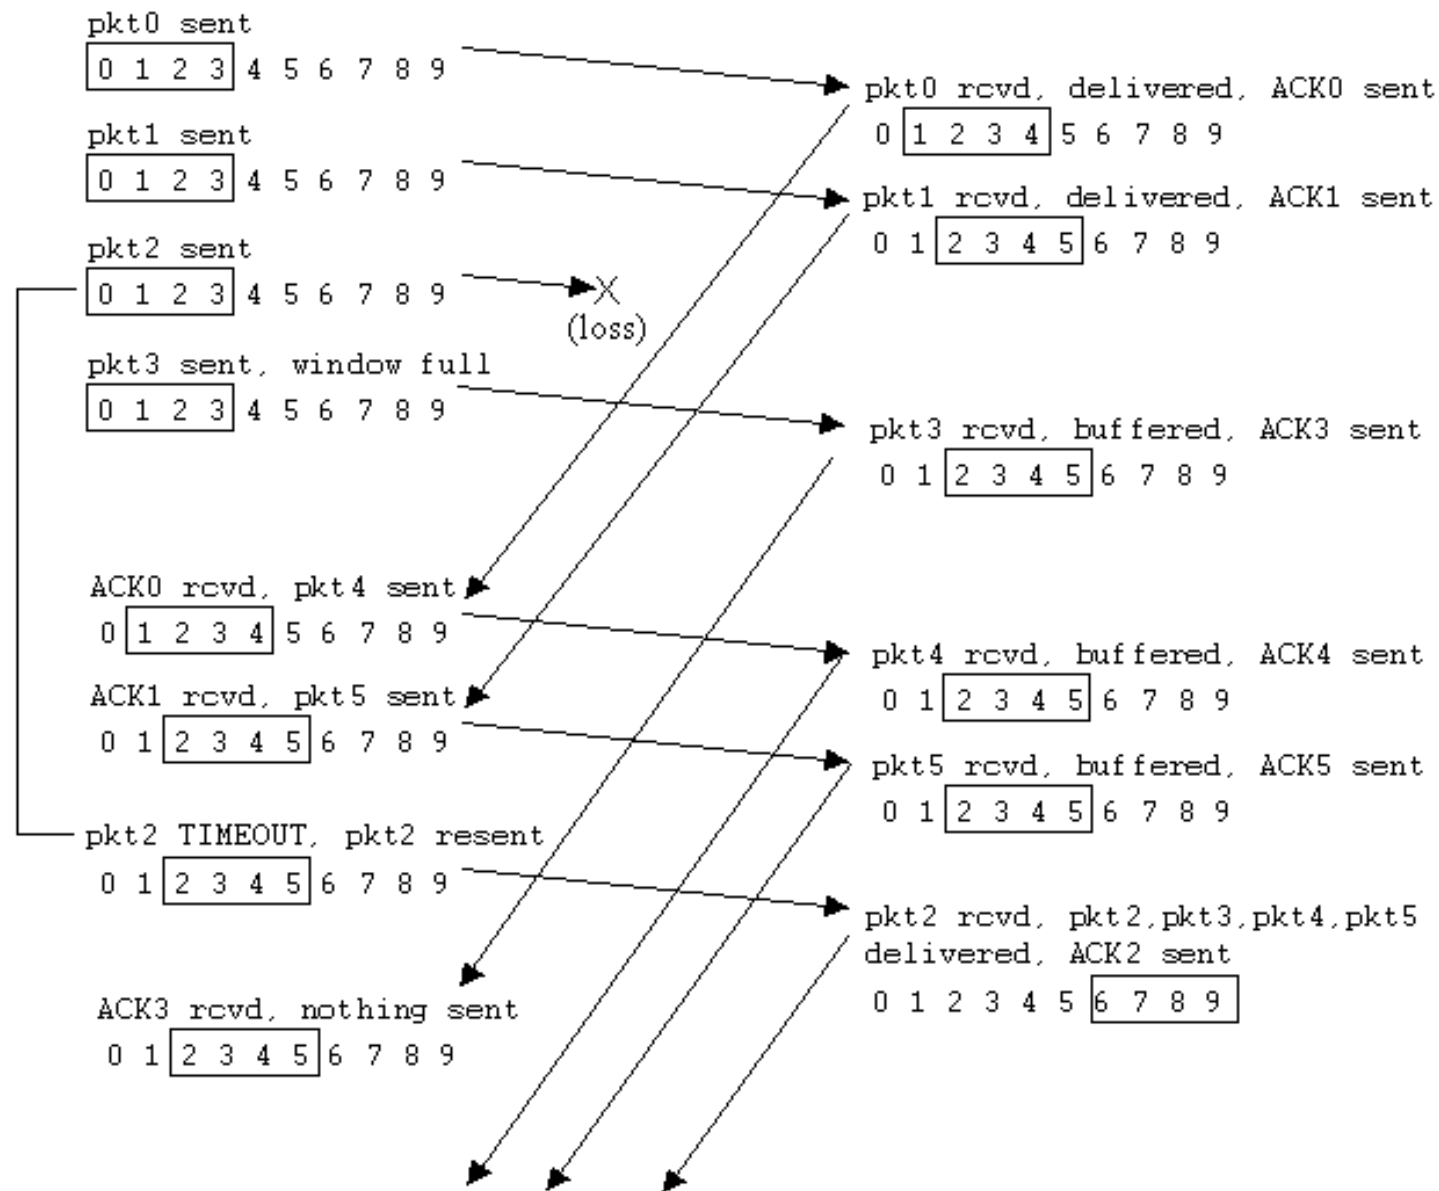 pkt0 sent
0 1 2 3 4 5 6 7 8 9
pkt1 sent
0 1 2 3 4 5 6 7 8 9
pkt2 sent
0 1 2 3 4 5 6 7 8 9
(loss)
pkt3 sent, window full
0 1 2 3 4 5 6 7 8 9
ACK0 rcvd, pkt4 sent
0 1 2 3 4 5 6 7 8 9
ACK1 rcvd, pkt5 sent
0 1 2 3 4 5 6 7 8 9
pkt2 TIMEOUT, pkt2 resent
0 1 2 3 4 5 6 7 8 9
ACK3 rcvd, nothing sent
0 1 2 3 4 5 6 7 8 9
pkt0 rcvd, delivered, ACK0 sent
0 1 2 3 4 5 6 7 8 9
pkt1 rcvd, delivered, ACK1 sent
0 1 2 3 4 5 6 7 8 9
pkt3 rcvd, buffered, ACK3 sent
0 1 2 3 4 5 6 7 8 9
pkt4 rcvd, buffered, ACK4 sent
0 1 2 3 4 5 6 7 8 9
pkt5 rcvd, buffered, ACK5 sent
0 1 2 3 4 5 6 7 8 9
pkt2 rcvd, pkt2,pkt3,pkt4,pkt5
delivered, ACK2 sent
0 1 2 3 4 5 6 7 8 9